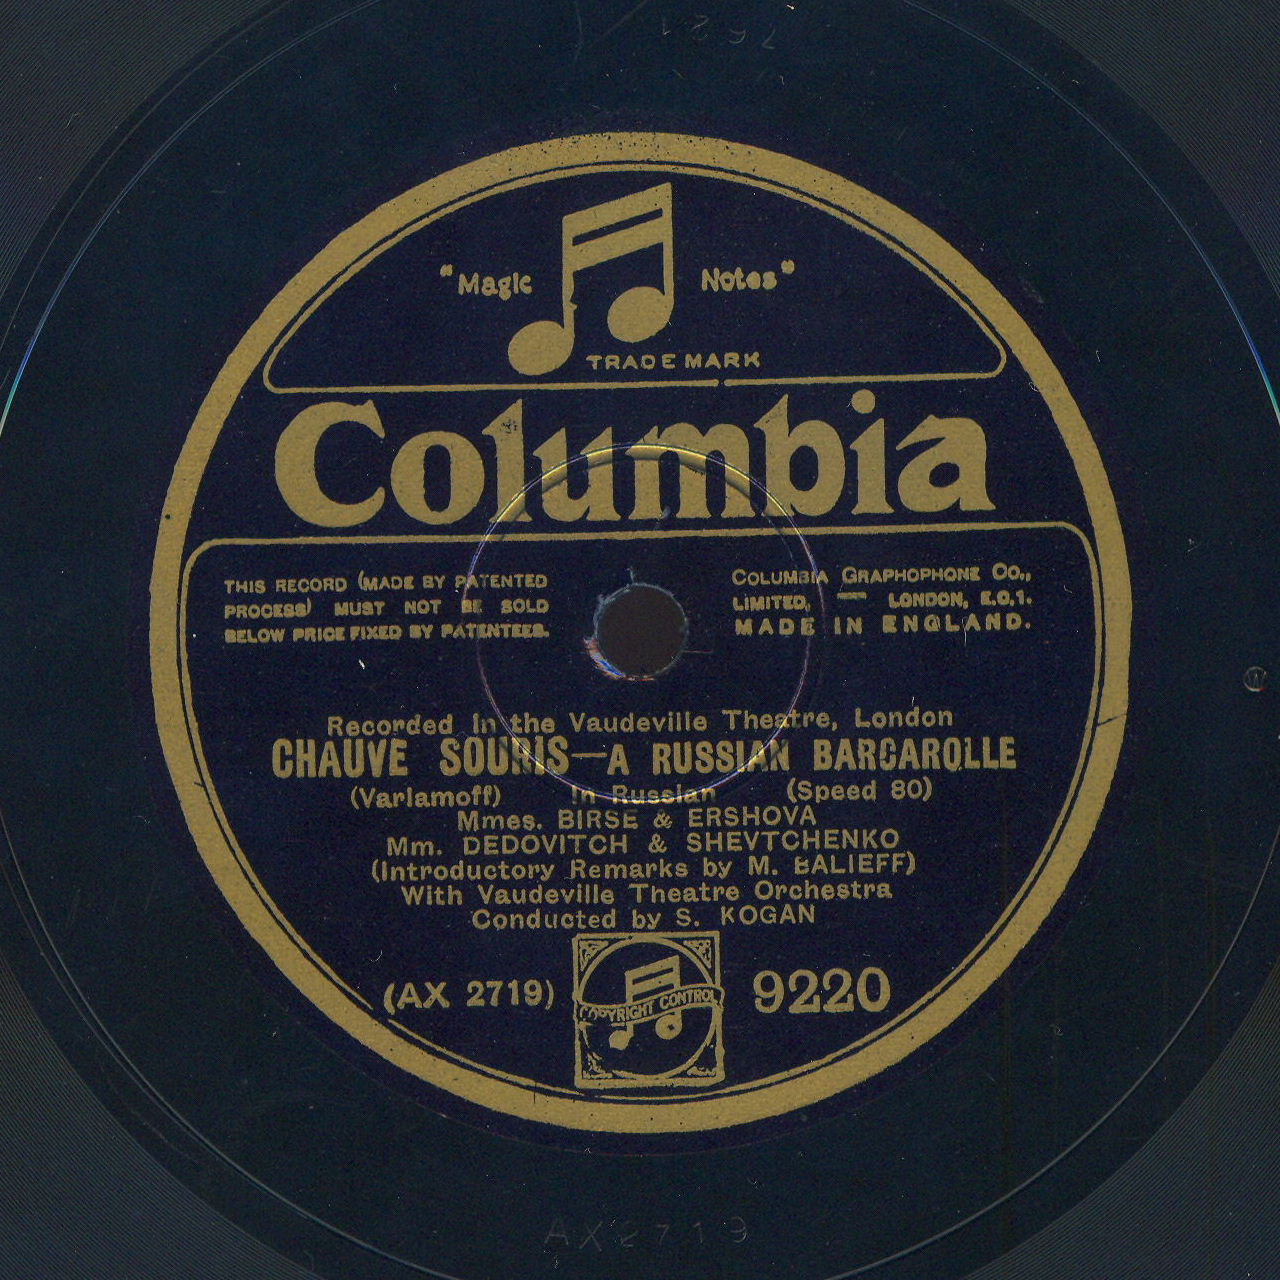 7621
"Magic Notes"
TRADE MARK
Columbia
THIS RECORD (MADE BY PATENTED
PROCESS) MUST NOT BE SOLD
BELOW PRICE FIXED BY PATENTEES.
COLUMBIA GRAPHOPHONE CO.,
LIMITED, — LONDON, E.C.1.
MADE IN ENGLAND.
Recorded in the Vaudeville Theatre, London
CHAUVE SOURIS—A RUSSIAN BARCAROLLE
(Varlamoff) In Russian (Speed 80)
Mmes. BIRSE & ERSHOVA
Mm. DEDOVITCH & SHEVTCHENKO
(Introductory Remarks by M. BALIEFF)
With Vaudeville Theatre Orchestra
Conducted by S. KOGAN
(AX 2719) COPYRIGHT CONTROL 9220
W
AX2719